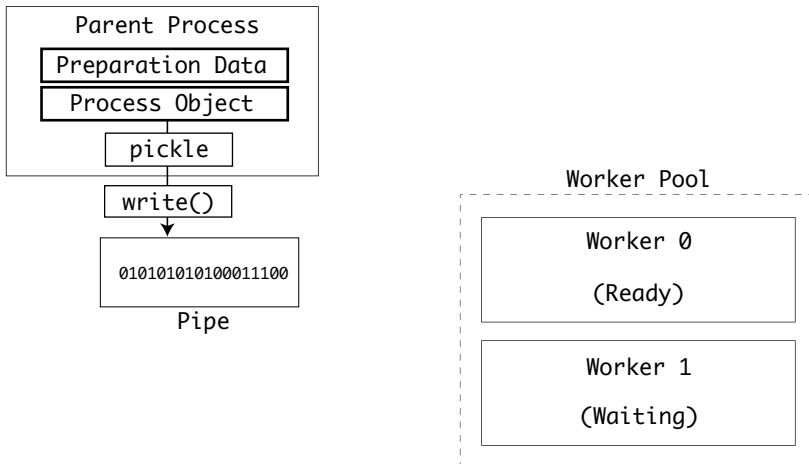 Parent Process
Preparation Data
Process Object
pickle
write()
010101010100011100
Pipe
Worker Pool
Worker 0
(Ready)
Worker 1
(Waiting)